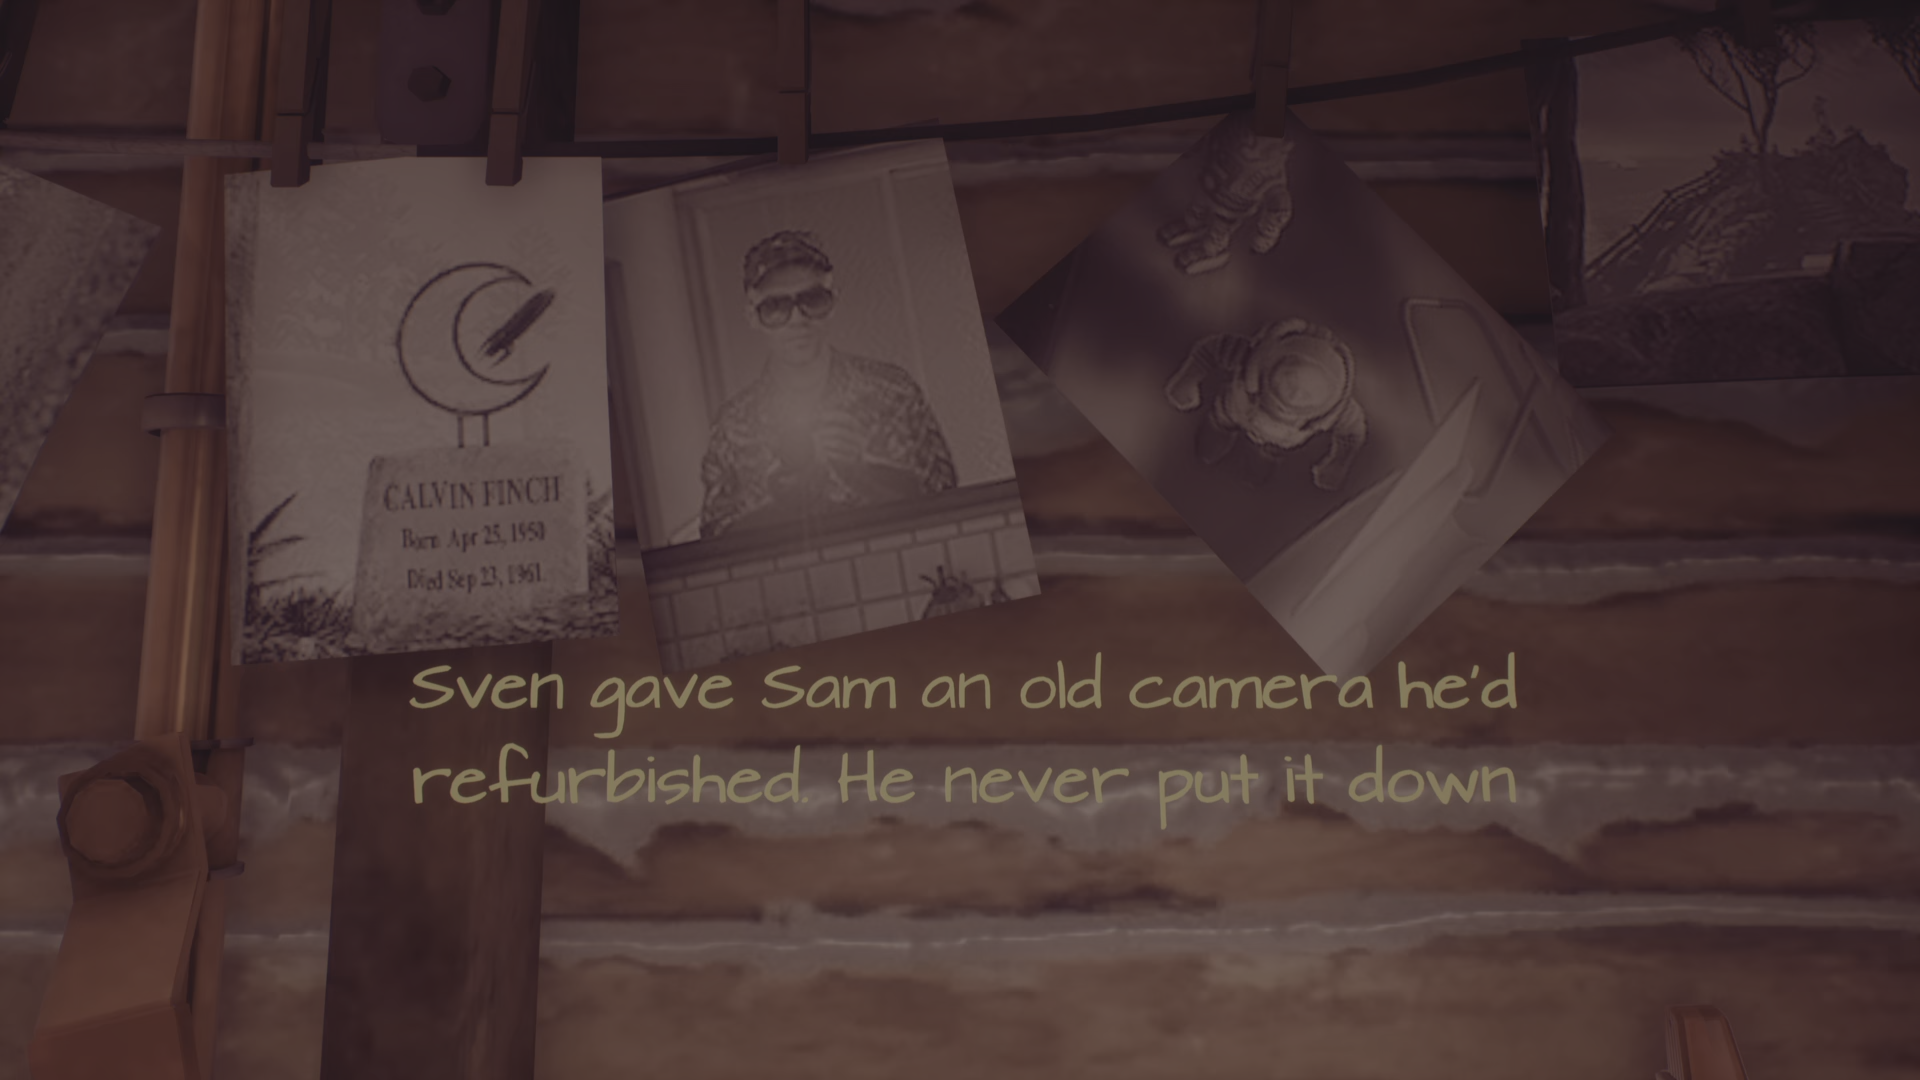 CALVIN FINCH
Born Apr 25, 1950
Died Sep 23, 1961
Sven gave Sam an old camera he'd
refurbished. He never put it down